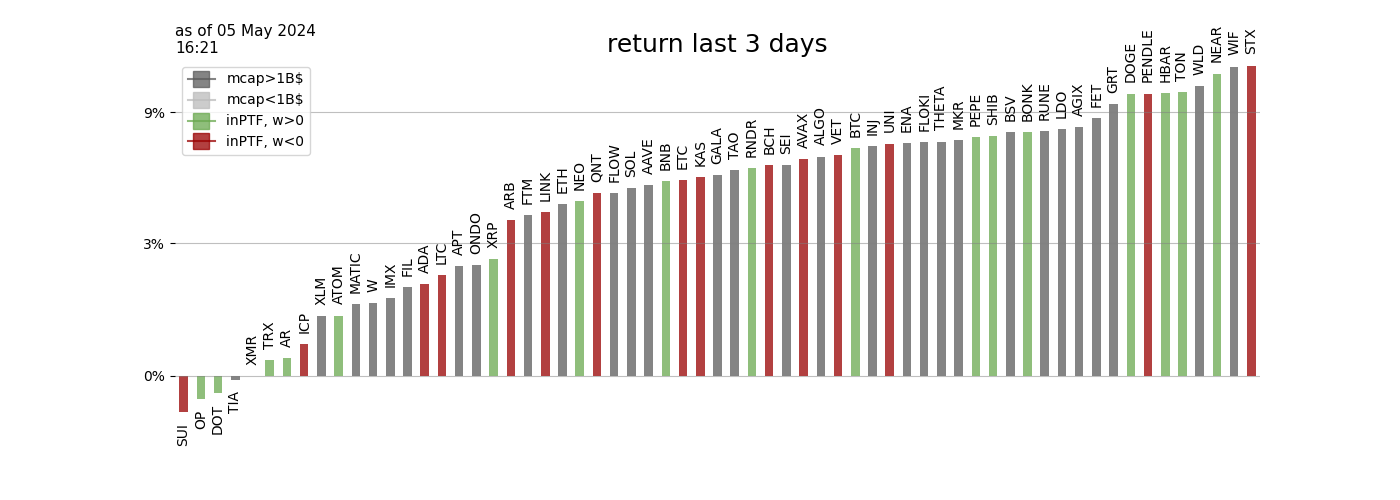 as of 05 May 2024
16:21
return last 3 days
mcap>1B$
mcap<1B$
inPTF, w>0
inPTF, w<0
9%
3%
0%
SUI
OP
DOT
TIA
XMR
TRX
AR
ICP
XLM
ATOM
MATIC
W
IMX
FIL
ADA
LTC
APT
ONDO
XRP
ARB
FTM
LINK
ETH
NEO
QNT
FLOW
SOL
AAVE
BNB
ETC
KAS
GALA
TAO
RNDR
BCH
SEI
AVAX
ALGO
VET
BTC
INJ
UNI
ENA
FLOKI
THETA
MKR
PEPE
SHIB
BSV
BONK
RUNE
LDO
AGIX
FET
GRT
DOGE
PENDLE
HBAR
TON
WLD
NEAR
WIF
STX